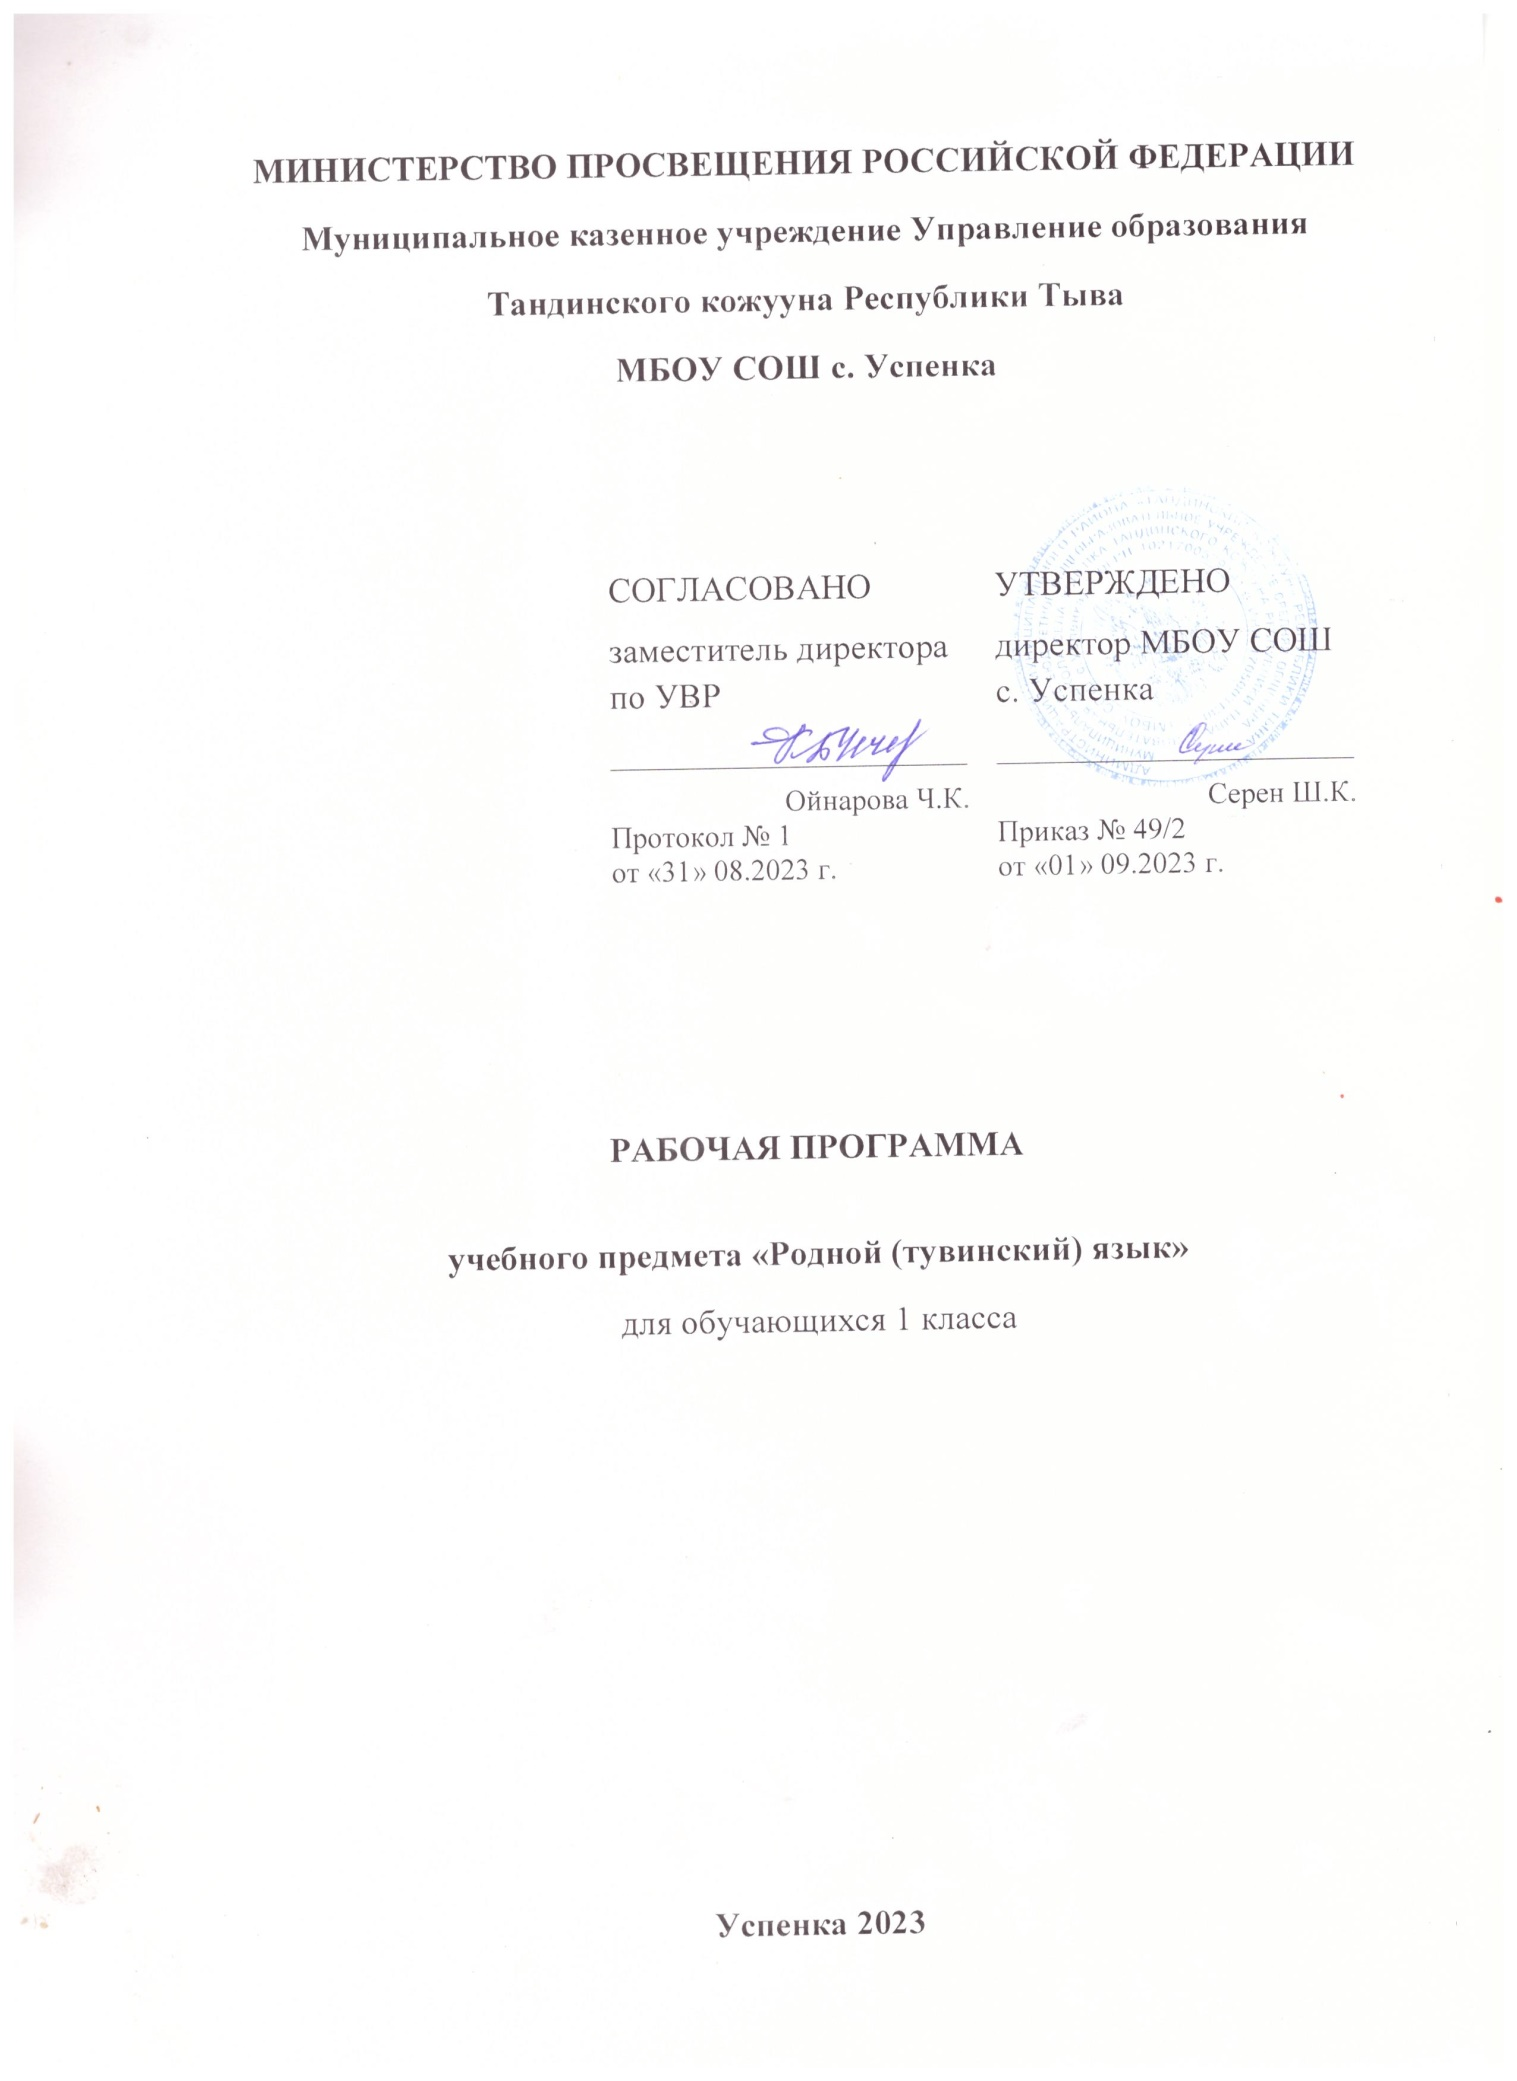 МИНИСТЕРСТВО ПРОСВЕЩЕНИЯ РОССИЙСКОЙ ФЕДЕРАЦИИ
Муниципальное казенное учреждение Управление образования
Тандинского кожууна Республики Тыва
МБОУ СОШ с. Успенка
СОГЛАСОВАНО
заместитель директора
по УВР
Ойнарова Ч.К.
Протокол № 1
от «31» 08.2023 г.
УТВЕРЖДЕНО
директор МБОУ СОШ
с. Успенка
Серен Ш.К.
Приказ № 49/2
от «01» 09.2023 г.
РАБОЧАЯ ПРОГРАММА
учебного предмета «Родной (тувинский) язык»
для обучающихся 1 класса
Успенка 2023